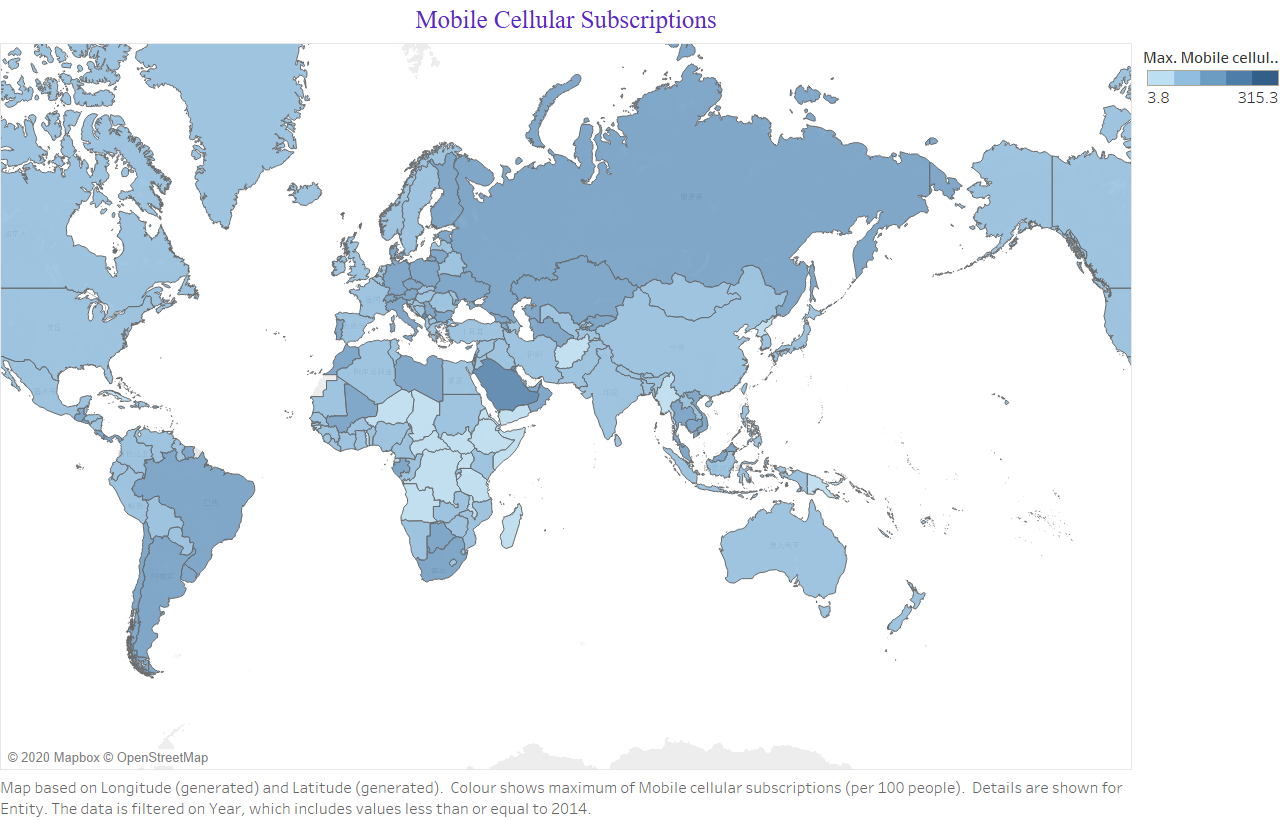 Mobile Cellular Subscriptions
Max. Mobile cellul..
3.8 315.3
© 2020 Mapbox © OpenStreetMap
Map based on Longitude (generated) and Latitude (generated).  Colour shows maximum of Mobile cellular subscriptions (per 100 people).  Details are shown for
Entity. The data is filtered on Year, which includes values less than or equal to 2014.